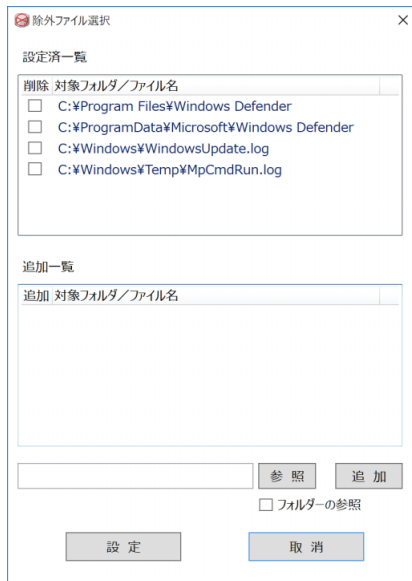 除外ファイル選択
設定済一覧
削除 対象フォルダ/ファイル名
C:¥Program Files¥Windows Defender
C:¥ProgramData¥Microsoft¥Windows Defender
C:¥Windows¥WindowsUpdate.log
C:¥Windows¥Temp¥MpCmdRun.log
追加一覧
追加 対象フォルダ/ファイル名
参 照 追 加
フォルダーの参照
設 定 取 消